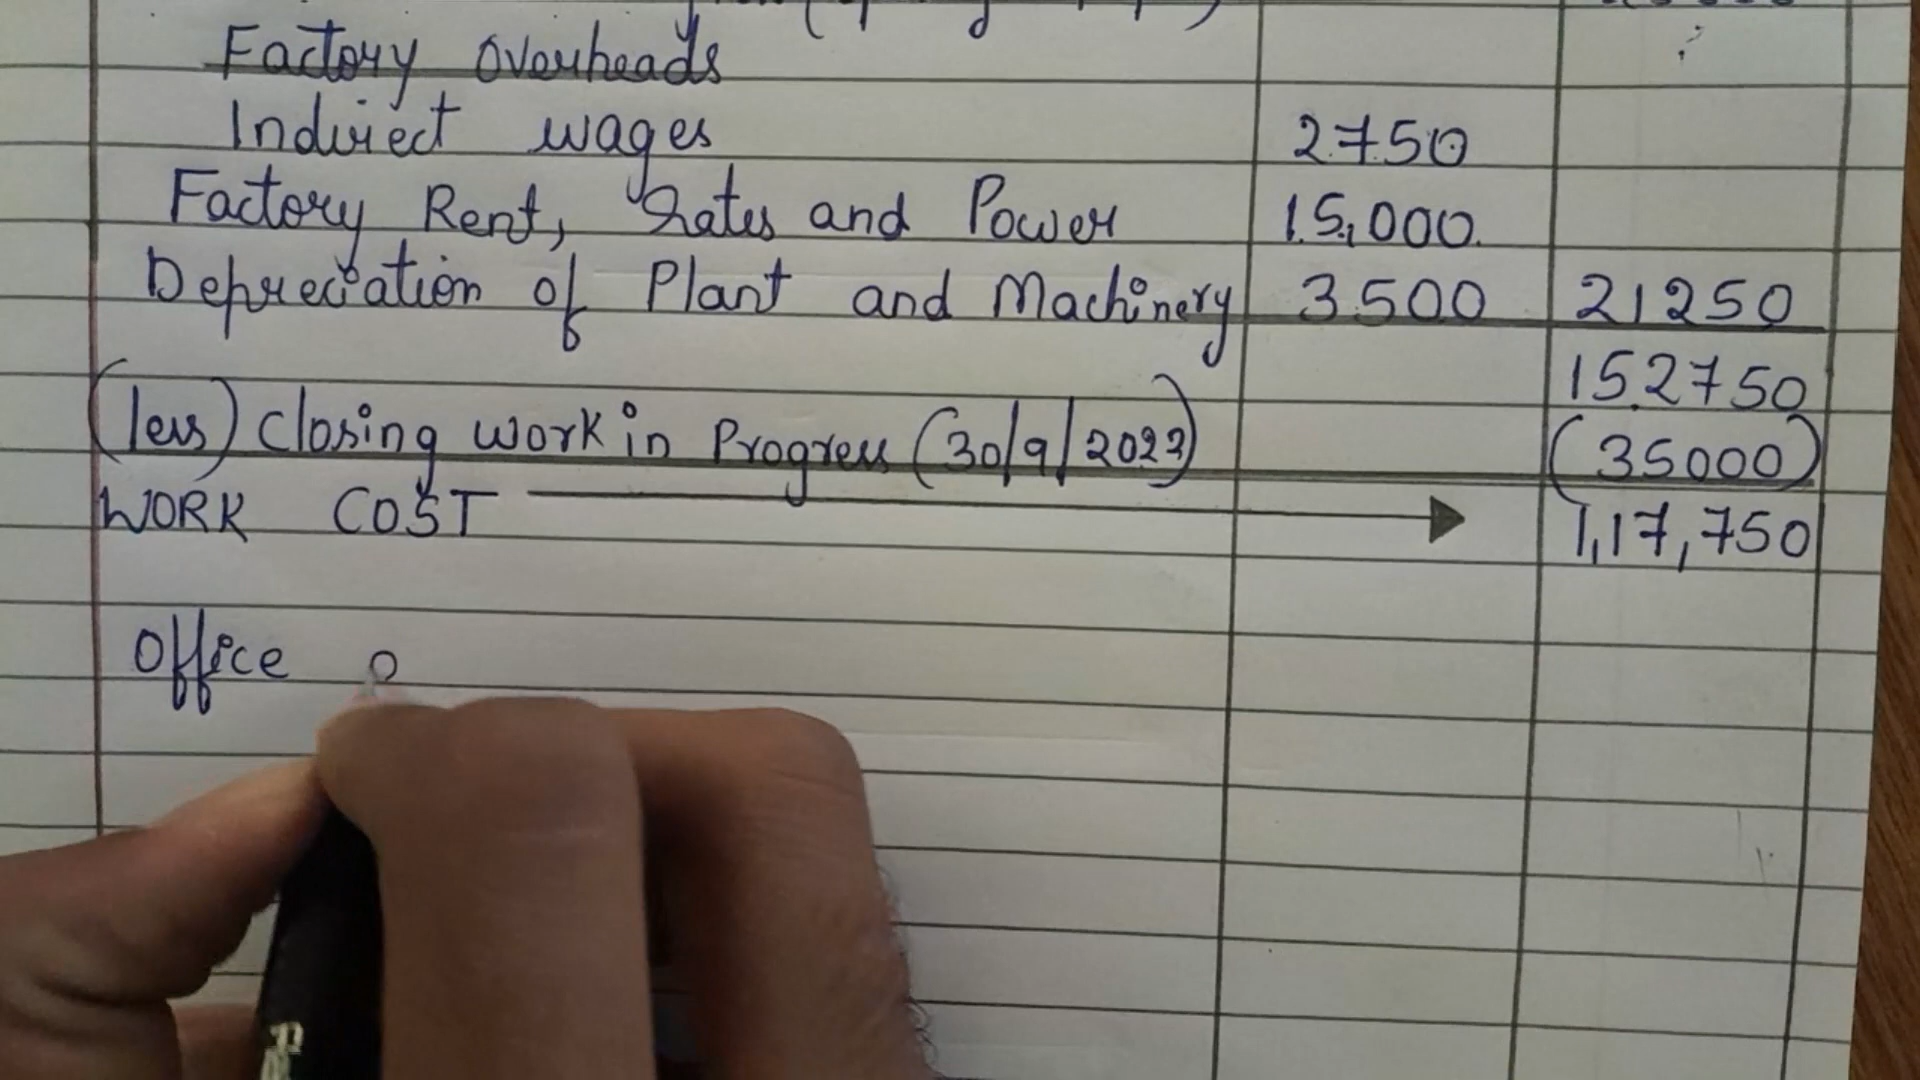 Factory Overheads
Indirect wages 2750
Factory Rent, rates and Power 15,000
Depreciation of Plant and Machinery 3500 21250
152750
(less) closing work in Progress (30/9/2022) (35000)
WORK COST 1,17,750
Office O